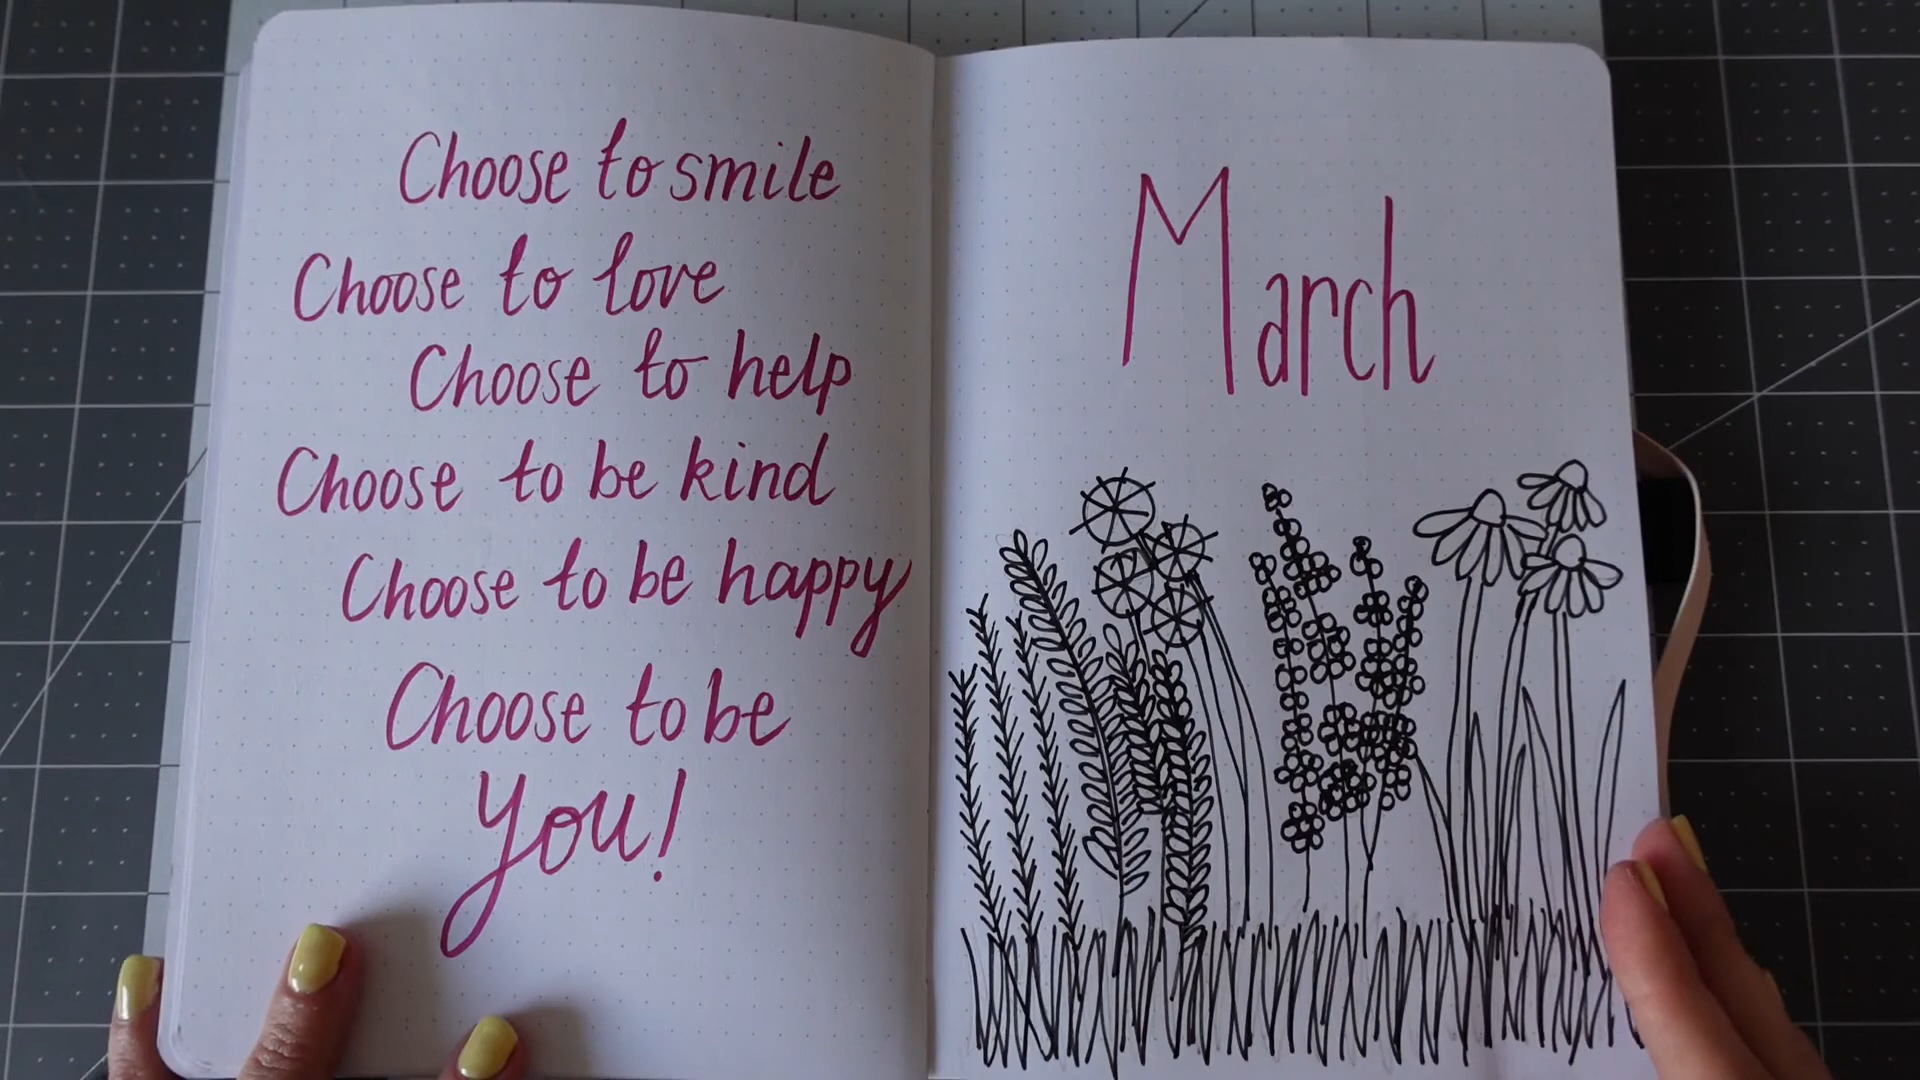 Choose to smile
Choose to love
Choose to help
Choose to be kind
Choose to be happy
Choose to be
you!
March